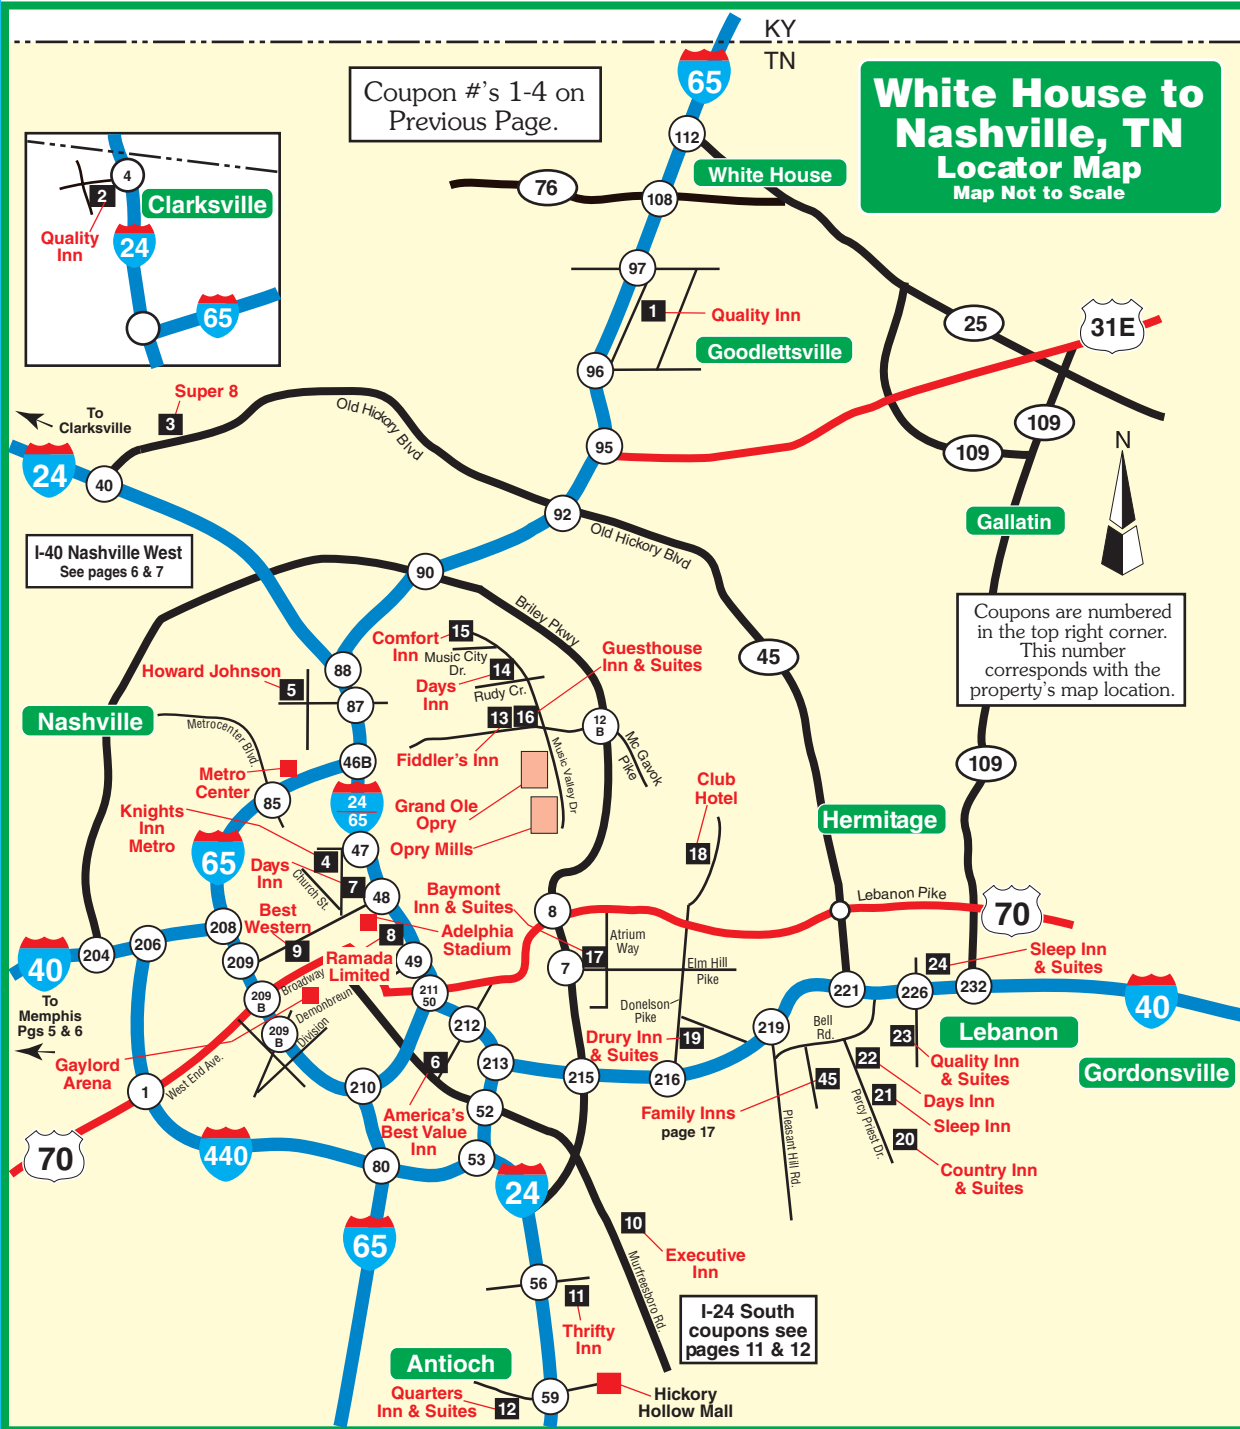 KY
TN
65
Coupon #'s 1-4 on
Previous Page.
White House to
Nashville, TN
Locator Map
Map Not to Scale
112
White House
76
108
4
2
Clarksville
Quality
Inn
24
65
97
1
Quality Inn
Goodlettsville
96
25
31E
109
109
Super 8
3
To
Clarksville
Old Hickory Blvd
24
40
95
N
92
Old Hickory Blvd
Gallatin
I-40 Nashville West
See pages 6 & 7
90
Briley Pkwy
Coupons are numbered
in the top right corner.
This number
corresponds with the
property's map location.
45
Comfort
Inn
15
Music City
Dr.
14
Days
Inn
Rudy Cr.
Guesthouse
Inn & Suites
13
16
Fiddler's Inn
12
B
Mc Gavok
Pike
Music Valley Dr
Howard Johnson
5
88
87
Nashville
Metrocenter Blvd.
46B
109
Metro
Center
85
24
65
Grand Ole
Opry
Opry Mills
Club
Hotel
18
Hermitage
Knights
Inn
Metro
65
4
47
Days
Inn
7
Church St.
48
Baymont
Inn & Suites
8
Lebanon Pike
70
Best
Western
9
208
206
204
209
40
To
Memphis
Pgs 5 & 6
8
Adelphia
Stadium
Ramada
Limited
49
17
Atrium
Way
7
Elm Hill
Pike
24
Sleep Inn
& Suites
Broadway
209
B
Demonbreun
209
B
Division
211
50
212
Donelson
Pike
221
226
232
40
Lebanon
Gordonsville
Gaylord
Arena
1
West End Ave.
210
6
213
215
Drury Inn
& Suites
19
216
219
Bell
Rd.
23
Quality Inn
& Suites
22
Days Inn
21
Sleep Inn
20
Country Inn
& Suites
45
Family Inns
page 17
Pleasant Hill Rd.
Percy Priest Dr.
America's
Best Value
Inn
52
53
70
440
80
24
65
10
Executive
Inn
Murfreesboro Rd.
56
11
Thrifty
Inn
I-24 South
coupons see
pages 11 & 12
Antioch
Quarters
Inn & Suites
12
59
Hickory
Hollow Mall